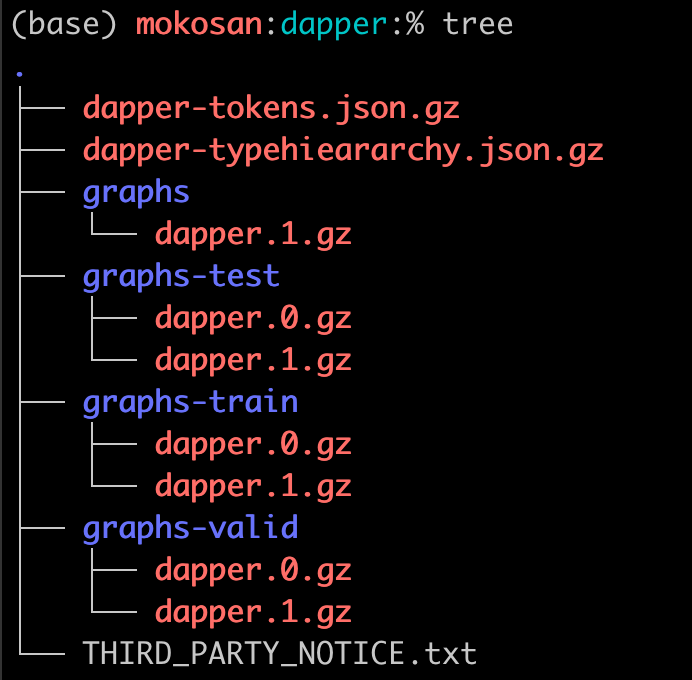 (base) mokosan:dapper:% tree
.
├── dapper-tokens.json.gz
├── dapper-typehieararchy.json.gz
├── graphs
│   └── dapper.1.gz
├── graphs-test
│   ├── dapper.0.gz
│   └── dapper.1.gz
├── graphs-train
│   ├── dapper.0.gz
│   └── dapper.1.gz
├── graphs-valid
│   ├── dapper.0.gz
│   └── dapper.1.gz
└── THIRD_PARTY_NOTICE.txt